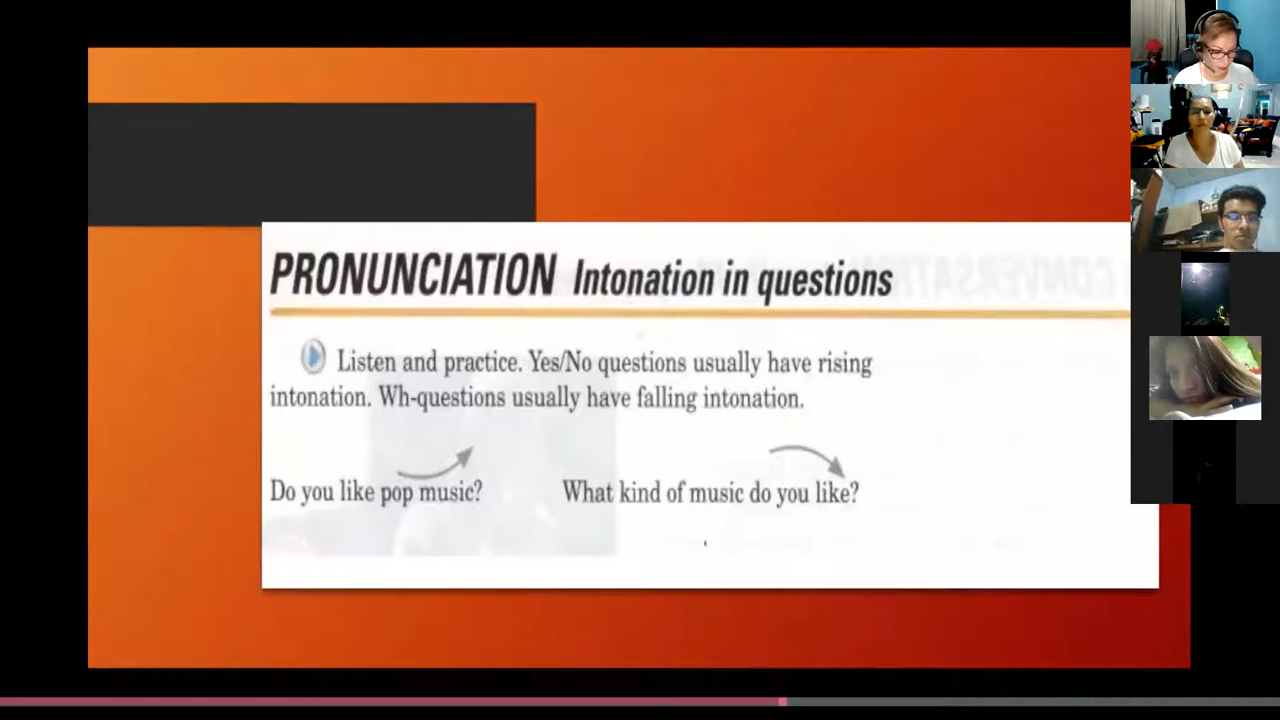 PRONUNCIATION Intonation in questions
Listen and practice. Yes/No questions usually have rising
intonation. Wh-questions usually have falling intonation.
Do you like pop music? What kind of music do you like?